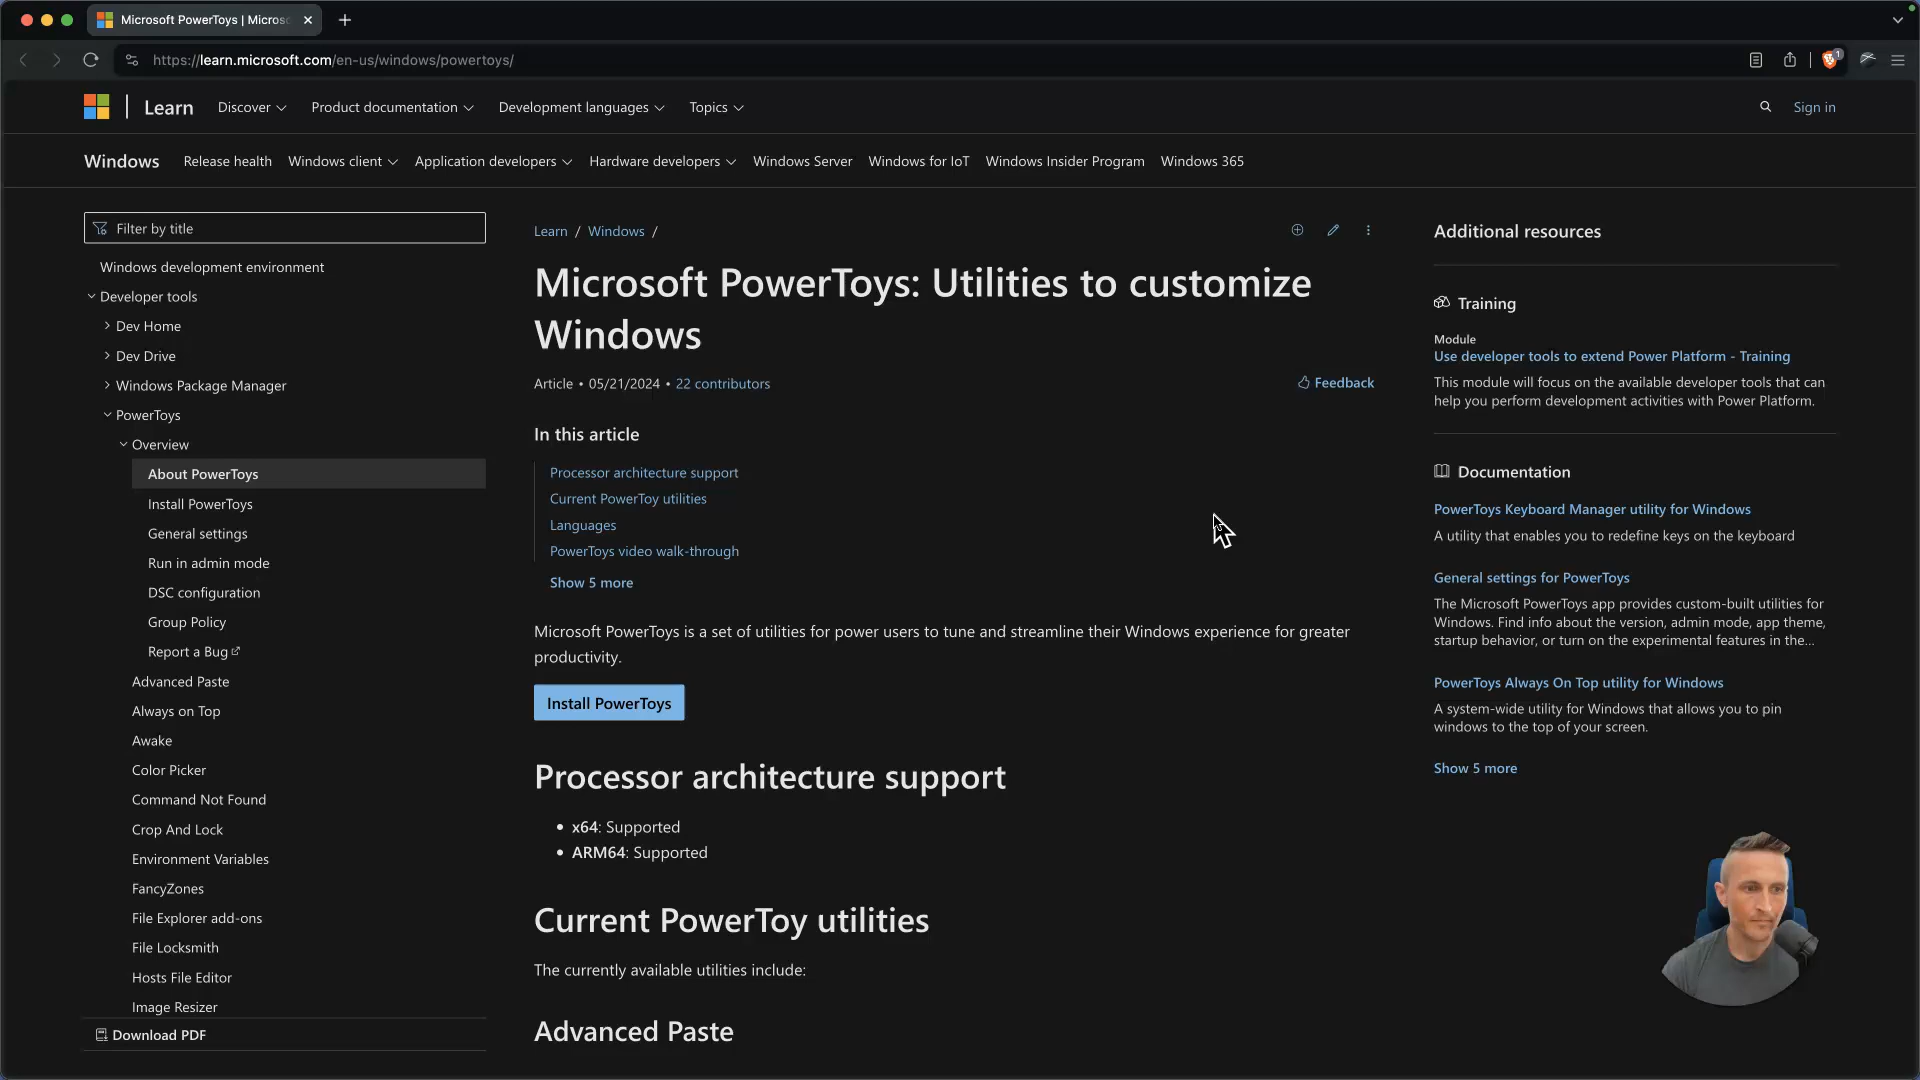 Microsoft PowerToys | Micros
https://learn.microsoft.com/en-us/windows/powertoys/
1
Learn
Discover
Product documentation
Development languages
Topics
Sign in
Windows
Release health
Windows client
Application developers
Hardware developers
Windows Server
Windows for IoT
Windows Insider Program
Windows 365
Filter by title
Windows development environment
Developer tools
Dev Home
Dev Drive
Windows Package Manager
PowerToys
Overview
About PowerToys
Install PowerToys
General settings
Run in admin mode
DSC configuration
Group Policy
Report a Bug
Advanced Paste
Always on Top
Awake
Color Picker
Command Not Found
Crop And Lock
Environment Variables
FancyZones
File Explorer add-ons
File Locksmith
Hosts File Editor
Image Resizer
Download PDF
Learn / Windows /
Microsoft PowerToys: Utilities to customize
Windows
Article • 05/21/2024 • 22 contributors
Feedback
In this article
Processor architecture support
Current PowerToy utilities
Languages
PowerToys video walk-through
Show 5 more
Microsoft PowerToys is a set of utilities for power users to tune and streamline their Windows experience for greater
productivity.
Install PowerToys
Processor architecture support
• x64: Supported
• ARM64: Supported
Current PowerToy utilities
The currently available utilities include:
Advanced Paste
Additional resources
Training
Module
Use developer tools to extend Power Platform - Training
This module will focus on the available developer tools that can
help you perform development activities with Power Platform.
Documentation
PowerToys Keyboard Manager utility for Windows
A utility that enables you to redefine keys on the keyboard
General settings for PowerToys
The Microsoft PowerToys app provides custom-built utilities for
Windows. Find info about the version, admin mode, app theme,
startup behavior, or turn on the experimental features in the...
PowerToys Always On Top utility for Windows
A system-wide utility for Windows that allows you to pin
windows to the top of your screen.
Show 5 more